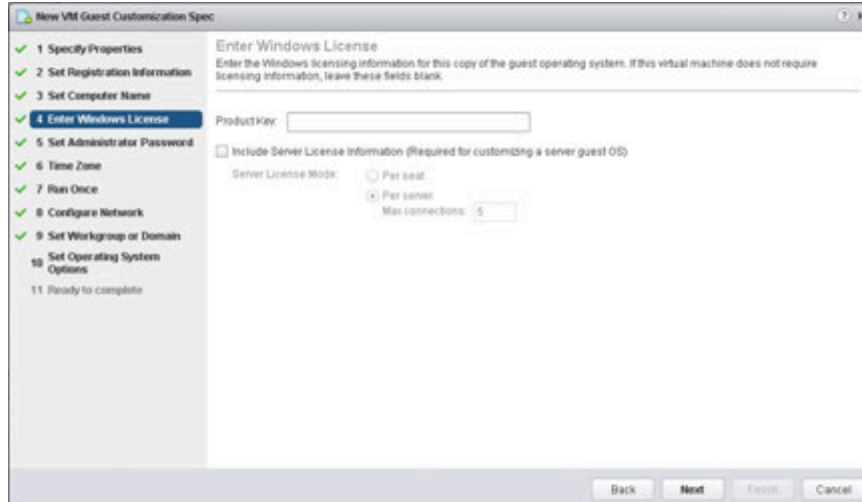 New VM Guest Customization Spec
?
1 Specify Properties
2 Set Registration Information
3 Set Computer Name
4 Enter Windows License
5 Set Administrator Password
6 Time Zone
7 Run Once
8 Configure Network
9 Set Workgroup or Domain
10 Set Operating System
Options
11 Ready to complete
Enter Windows License
Enter the Windows licensing information for this copy of the guest operating system. If this virtual machine does not require
licensing information, leave these fields blank.
Product Key:
Include Server License Information (Required for customizing a server guest OS)
Server License Mode:
Per seat
Per server
Max connections: 5
Back Next Finish Cancel